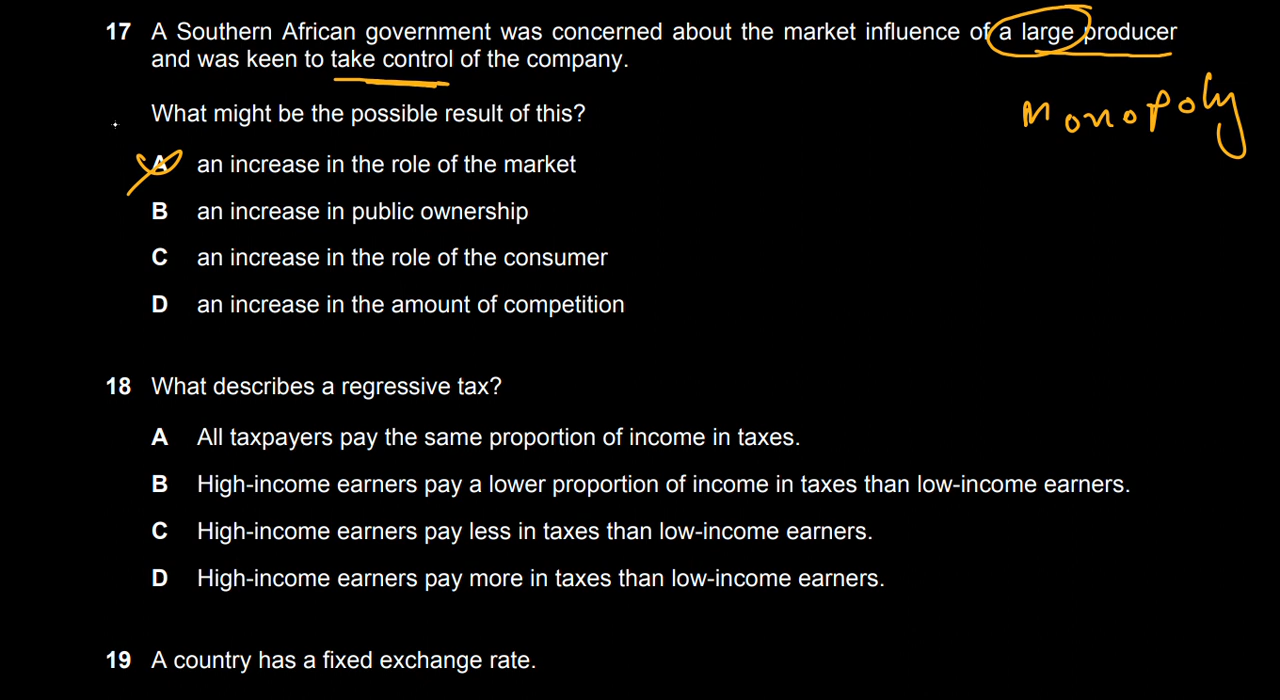 17 A Southern African government was concerned about the market influence of a large producer
and was keen to take control of the company.
Monopoly
What might be the possible result of this?
A an increase in the role of the market
B an increase in public ownership
C an increase in the role of the consumer
D an increase in the amount of competition
18 What describes a regressive tax?
A All taxpayers pay the same proportion of income in taxes.
B High-income earners pay a lower proportion of income in taxes than low-income earners.
C High-income earners pay less in taxes than low-income earners.
D High-income earners pay more in taxes than low-income earners.
19 A country has a fixed exchange rate.